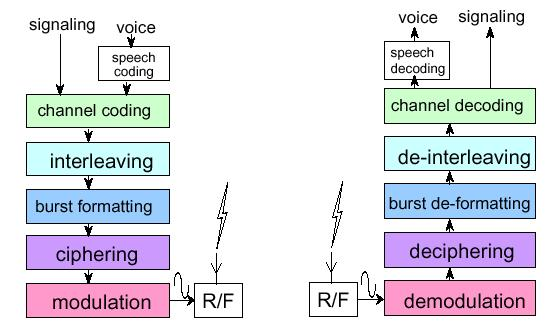 signaling
voice
speech
coding
channel coding
interleaving
burst formatting
ciphering
modulation
R/F
voice
signaling
speech
decoding
channel decoding
de-interleaving
burst de-formatting
deciphering
R/F
demodulation